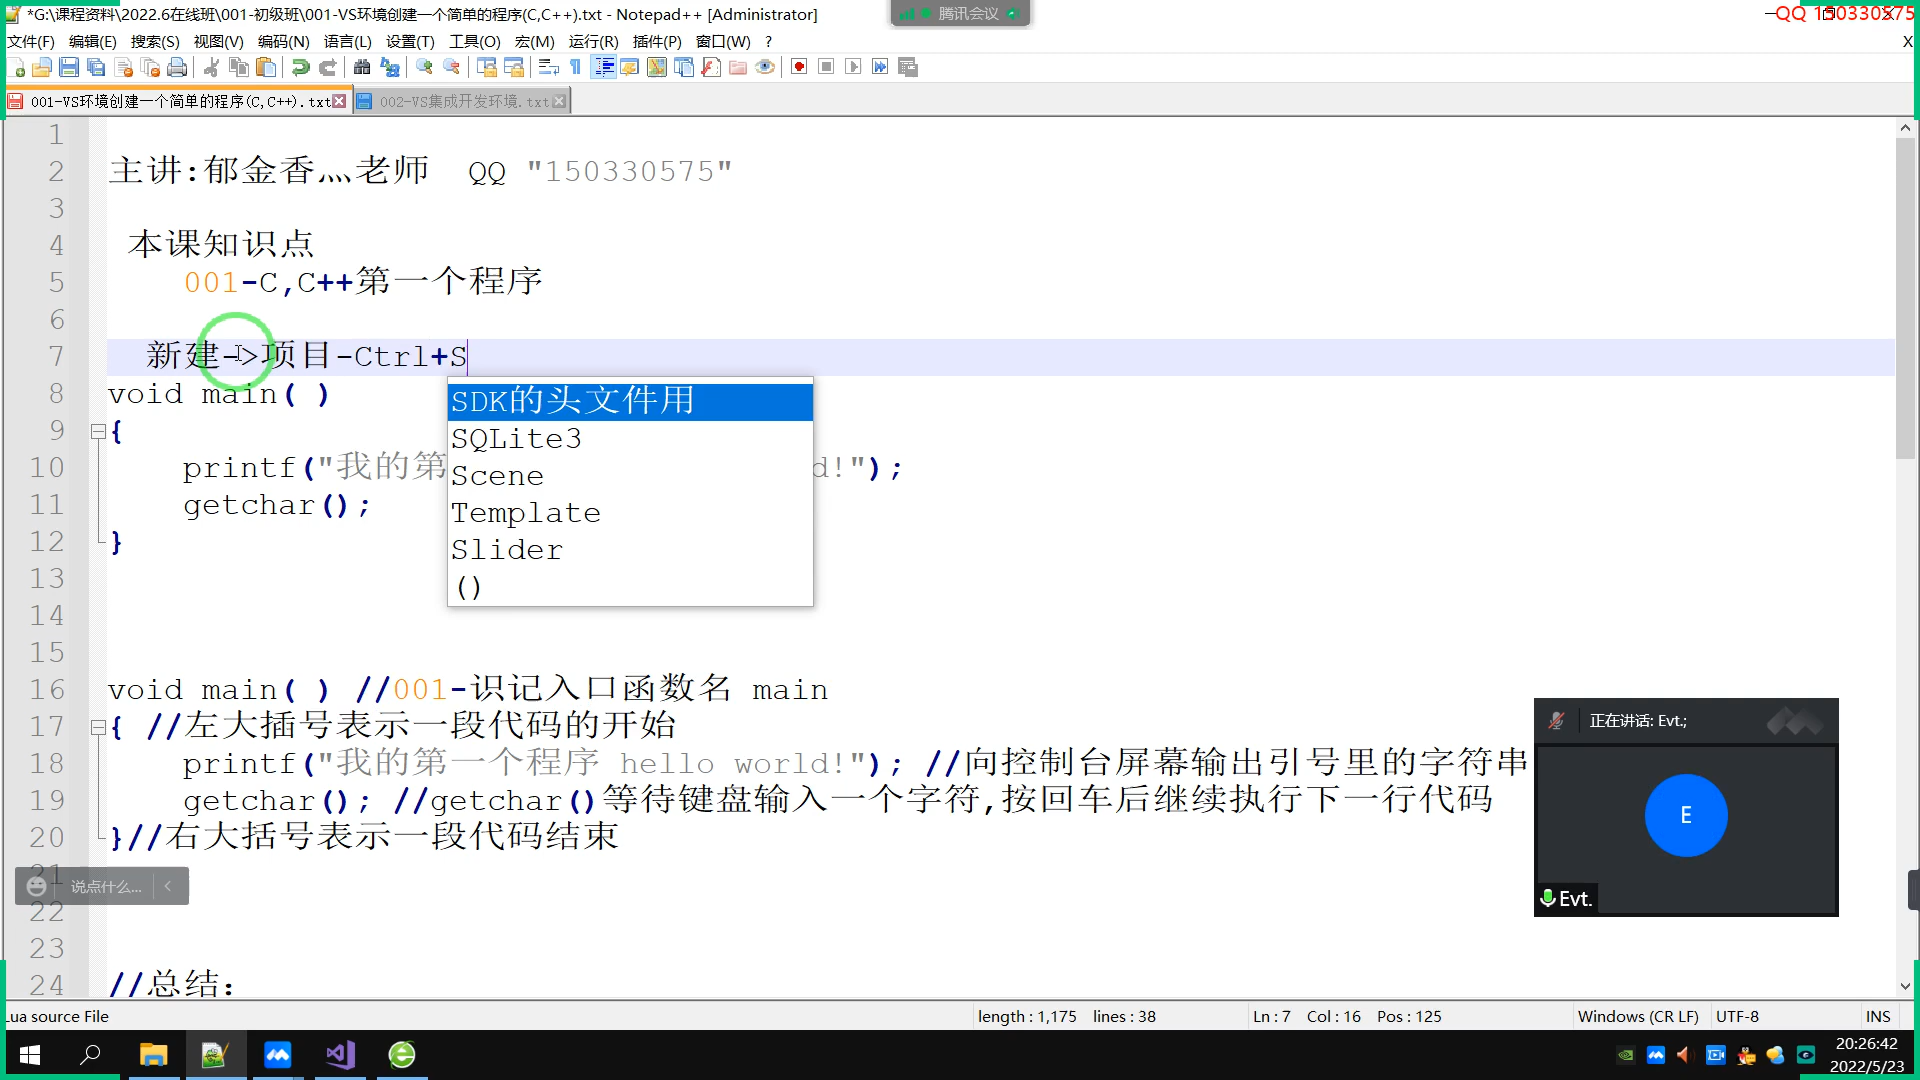 *G:\课程资料\2022.6在线班\001-初级班\001-VS环境创建一个简单的程序(C,C++).txt - Notepad++ [Administrator]
腾讯会议
QQ 150330575
文件(F) 编辑(E) 搜索(S) 视图(V) 编码(N) 语言(L) 设置(T) 工具(O) 宏(M) 运行(R) 插件(P) 窗口(W) ?
X
001-VS环境创建一个简单的程序(C,C++).txt
002-VS集成开发环境.txt
1
2 主讲:郁金香灬老师 QQ "150330575"
3
4 本课知识点
5 001-C,C++第一个程序
6
7 新建->项目-Ctrl+S
8 void main( )
9 {
10 printf("我的第 d!");
11 getchar();
12 }
13
14
15
16 void main( ) //001-识记入口函数名 main
17 { //左大插号表示一段代码的开始
18 printf("我的第一个程序 hello world!"); //向控制台屏幕输出引号里的字符串
19 getchar(); //getchar()等待键盘输入一个字符,按回车后继续执行下一行代码
20 }//右大括号表示一段代码结束
21
22
23
24 //总结:
SDK的头文件用
SQLite3
Scene
Template
Slider
()
说点什么...
正在讲话: Evt.;
E
Evt.
Lua source File
length : 1,175 lines : 38
Ln : 7 Col : 16 Pos : 125
Windows (CR LF)
UTF-8
INS
20:26:42
2022/5/23